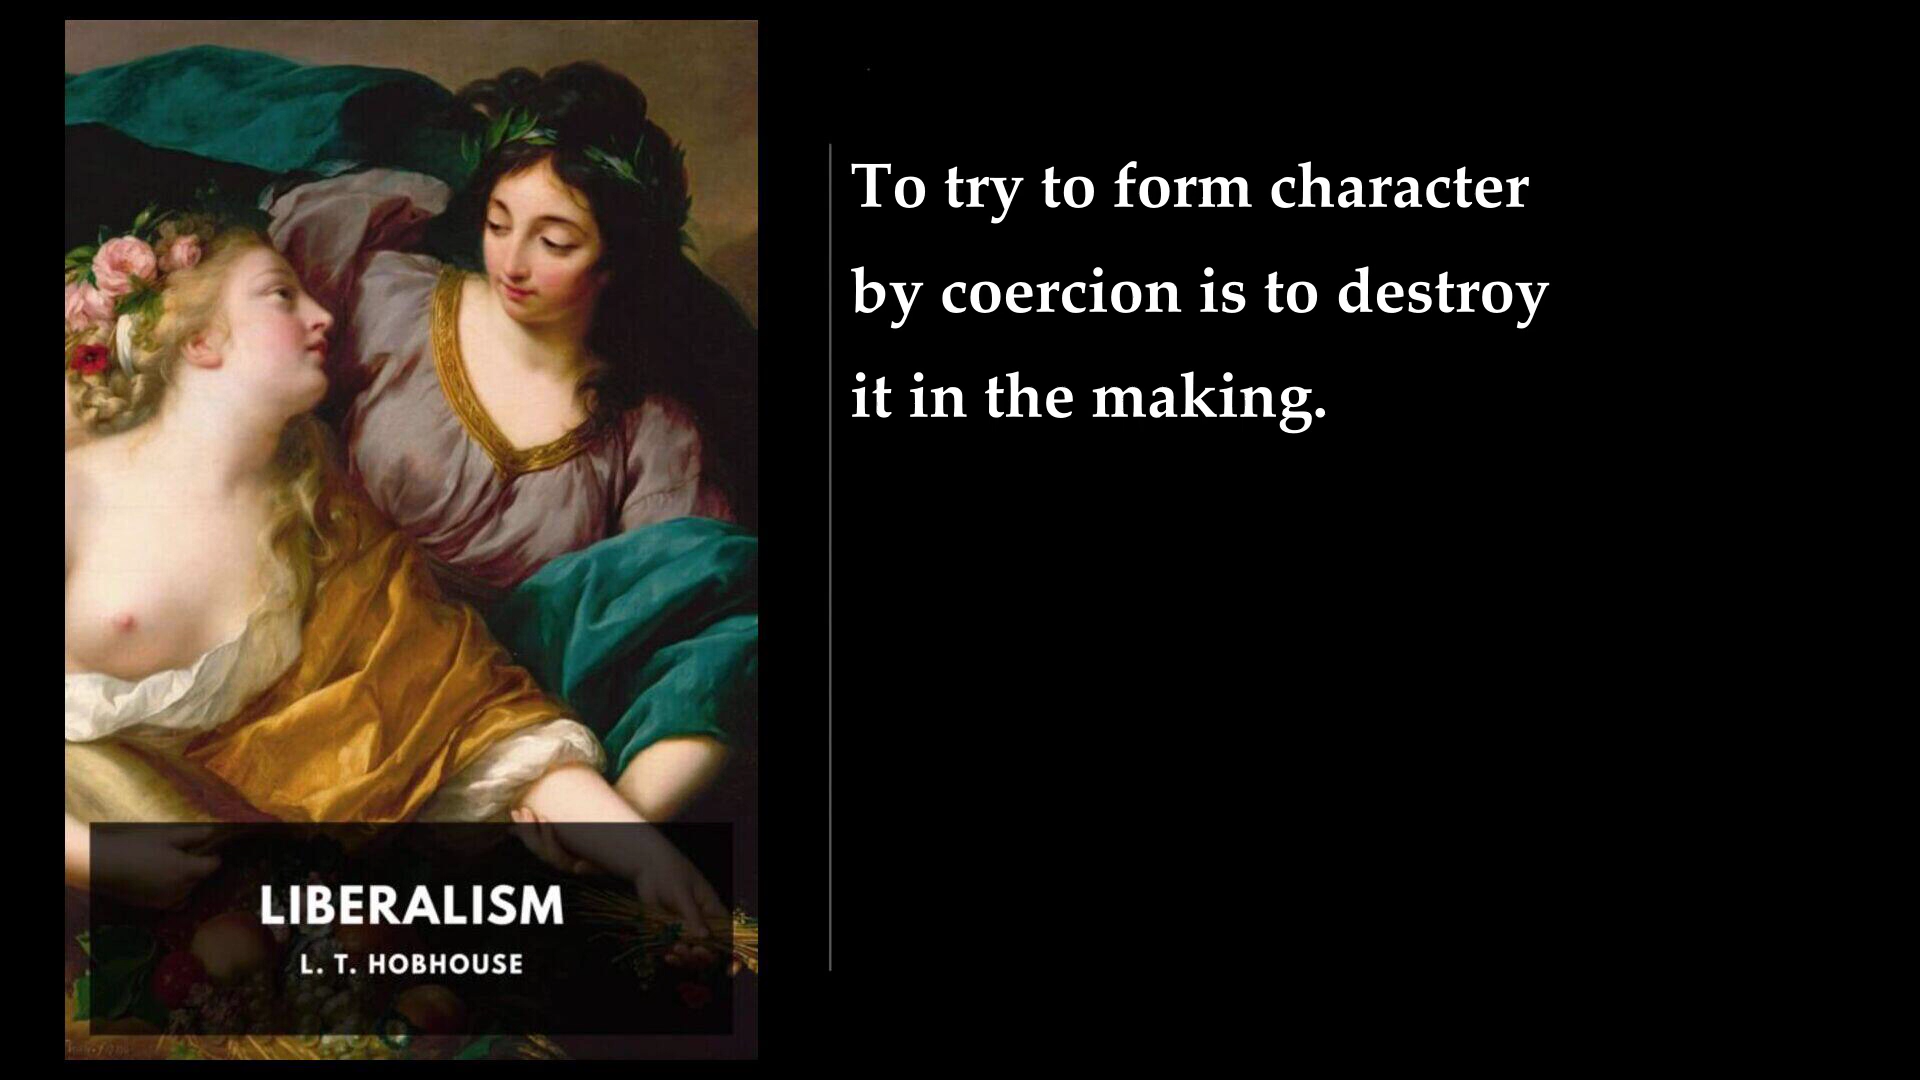 To try to form character
by coercion is to destroy
it in the making.
LIBERALISM
L. T. HOBHOUSE